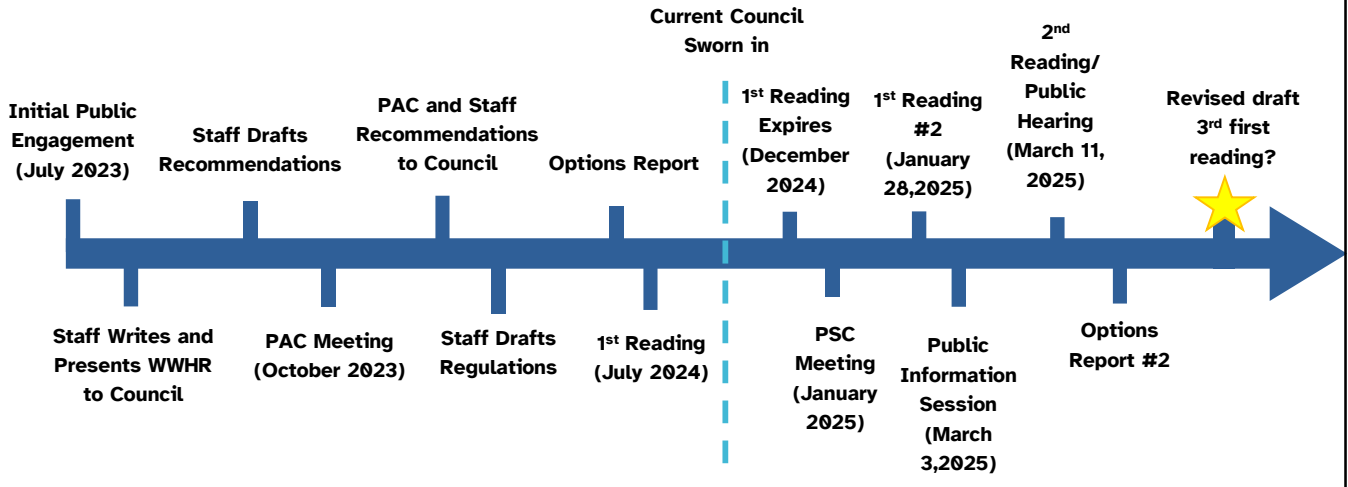 Current Council
Sworn in
Initial Public
Engagement
(July 2023)
Staff Writes and
Presents WWHR
to Council
Staff Drafts
Recommendations
PAC Meeting
(October 2023)
PAC and Staff
Recommendations
to Council
Staff Drafts
Regulations
Options Report
1st Reading
(July 2024)
1st Reading
Expires
(December
2024)
PSC
Meeting
(January
2025)
1st Reading
#2
(January
28,2025)
Public
Information
Session
(March
3,2025)
2nd
Reading/
Public
Hearing
(March 11,
2025)
Options
Report #2
Revised draft
3rd first
reading?